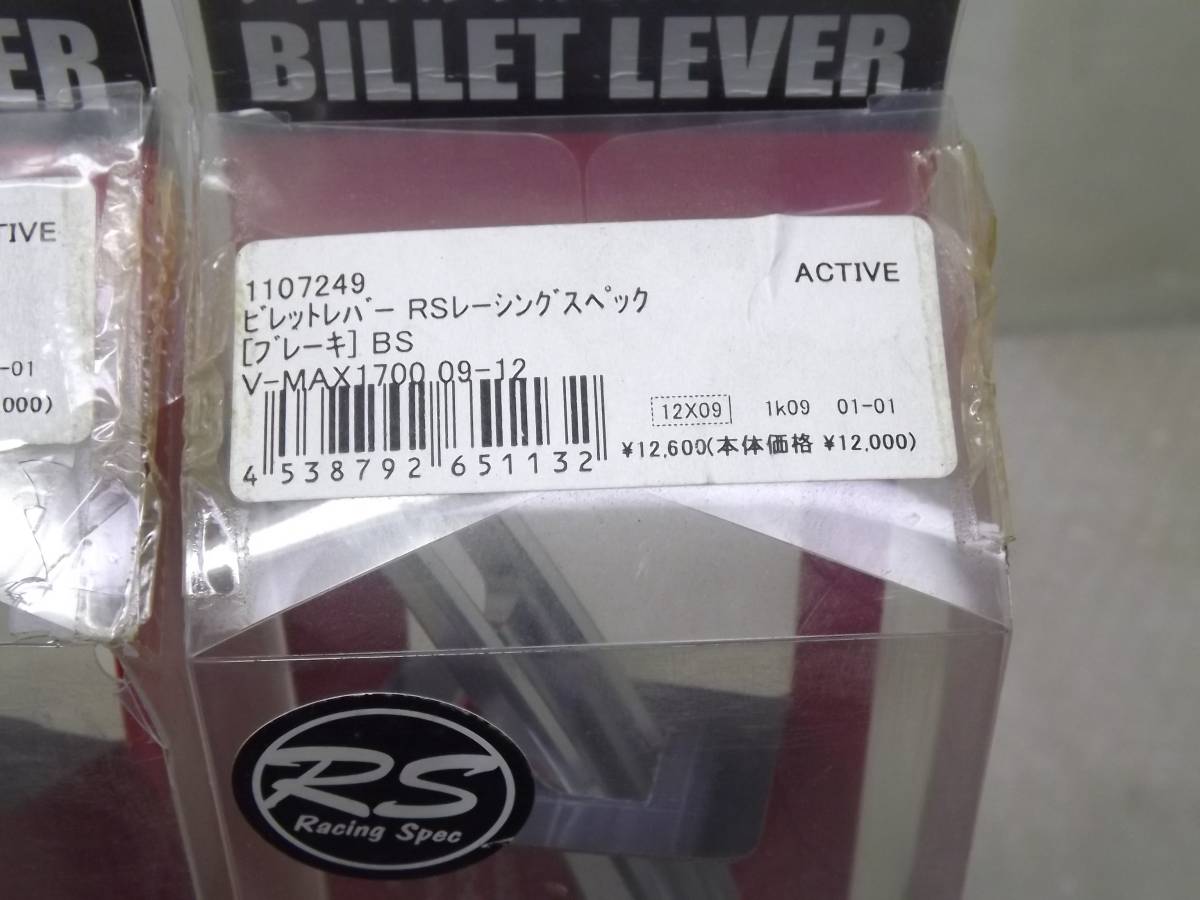 ER
BILLET LEVER
TIVE
-01
000)
1107249
ACTIVE
ﾋﾞﾚｯﾄﾚﾊﾞｰ RSﾚｰｼﾝｸﾞｽﾍﾟｯｸ
[ﾌﾞﾚｰｷ] BS
V-MAX1700 09-12
12X09 1k09 01-01
¥12,600(本体価格 ¥12,000)
4 538792 651132
RS
Racing Spec